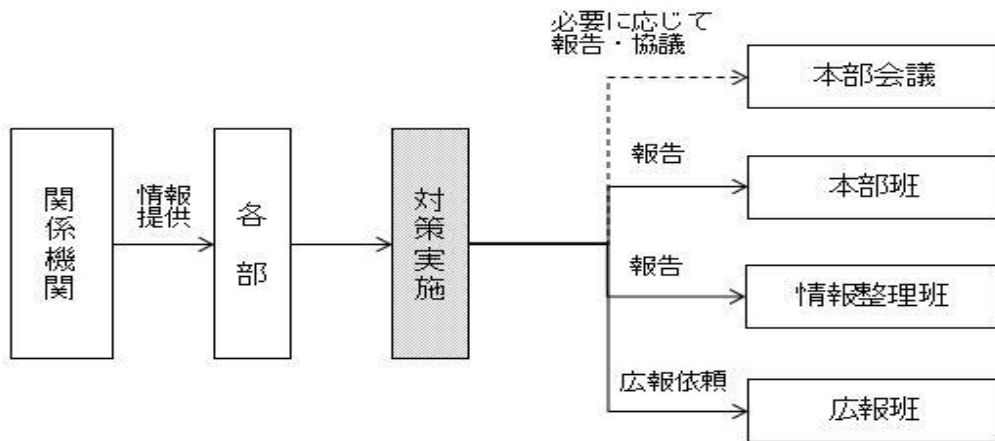 必要に応じて
報告・協議
本部会議
報告
本部班
関係機関
情報
提供
各部
対策実施
報告
情報整理班
広報依頼
広報班